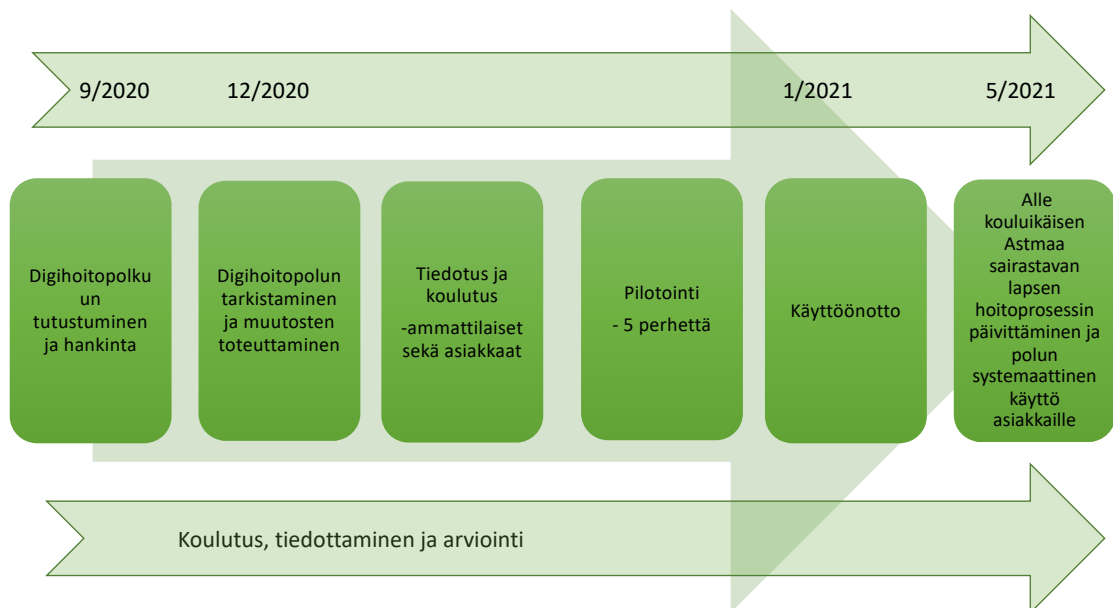 9/2020
12/2020
1/2021
5/2021
Digihoitopolku
un
tutustuminen
ja hankinta
Digihoitopolun
tarkistaminen
ja muutosten
toteuttaminen
Tiedotus ja
koulutus
-ammattilaiset
sekä asiakkaat
Pilotointi
- 5 perhettä
Käyttöönotto
Alle
kouluikäisen
Astmaa
sairastavan
lapsen
hoitoprosessin
päivittäminen ja
polun
systemaattinen
käyttö
asiakkaille
Koulutus, tiedottaminen ja arviointi